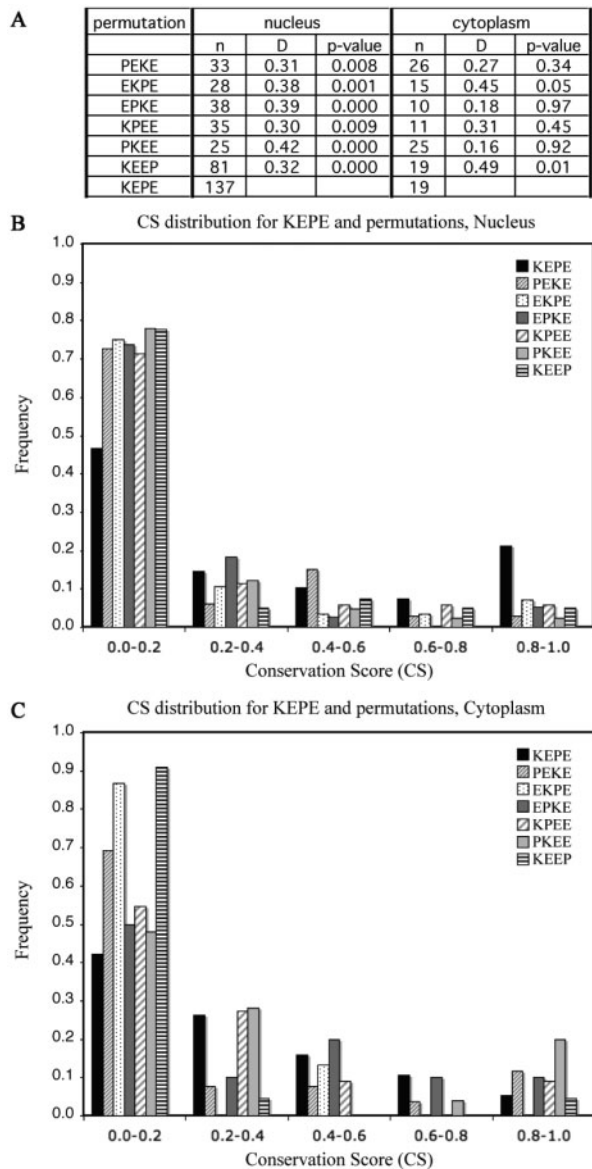 A
permutation nucleus cytoplasm
n D p-value n D p-value
PEKE 33 0.31 0.008 26 0.27 0.34
EKPE 28 0.38 0.001 15 0.45 0.05
EPKE 38 0.39 0.000 10 0.18 0.97
KPEE 35 0.30 0.009 11 0.31 0.45
PKEE 25 0.42 0.000 25 0.16 0.92
KEEP 81 0.32 0.000 19 0.49 0.01
KEPE 137 19
B
CS distribution for KEPE and permutations, Nucleus
1.0
0.9
0.8
0.7
0.6
0.5
0.4
0.3
0.2
0.1
0.0
Frequency
KEPE
PEKE
EKPE
EPKE
KPEE
PKEE
KEEP
0.0-0.2 0.2-0.4 0.4-0.6 0.6-0.8 0.8-1.0
Conservation Score (CS)
C
CS distribution for KEPE and permutations, Cytoplasm
1.0
0.9
0.8
0.7
0.6
0.5
0.4
0.3
0.2
0.1
0.0
Frequency
KEPE
PEKE
EKPE
EPKE
KPEE
PKEE
KEEP
0.0-0.2 0.2-0.4 0.4-0.6 0.6-0.8 0.8-1.0
Conservation Score (CS)